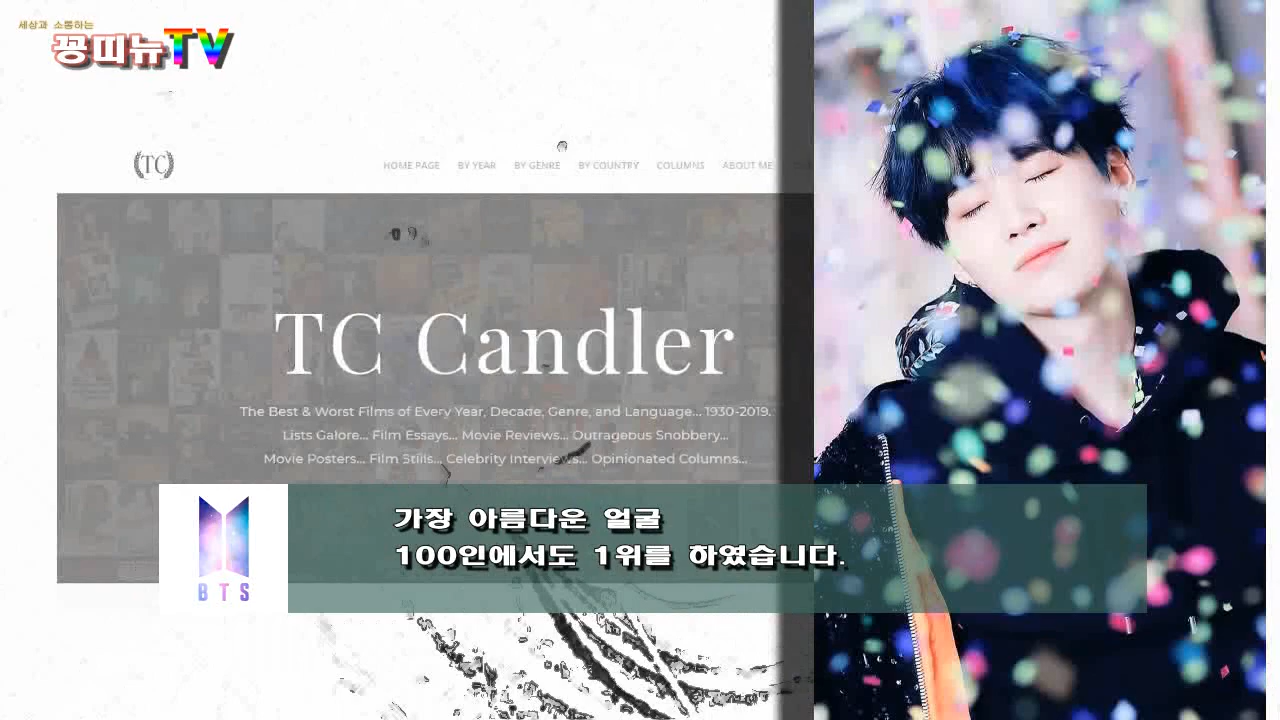 세상과 소통하는
꽁띠뉴TV
TC
HOME PAGE BY YEAR BY GENRE BY COUNTRY COLUMNS ABOUT ME
TC Candler
The Best & Worst Films of Every Year, Decade, Genre, and Language... 1930-2019.
Lists Galore... Film Essays... Movie Reviews... Outrageous Snobbery...
Movie Posters... Film Stills... Celebrity Interviews... Opinionated Columns...
가장 아름다운 얼굴
100인에서도 1위를 하였습니다.
BTS